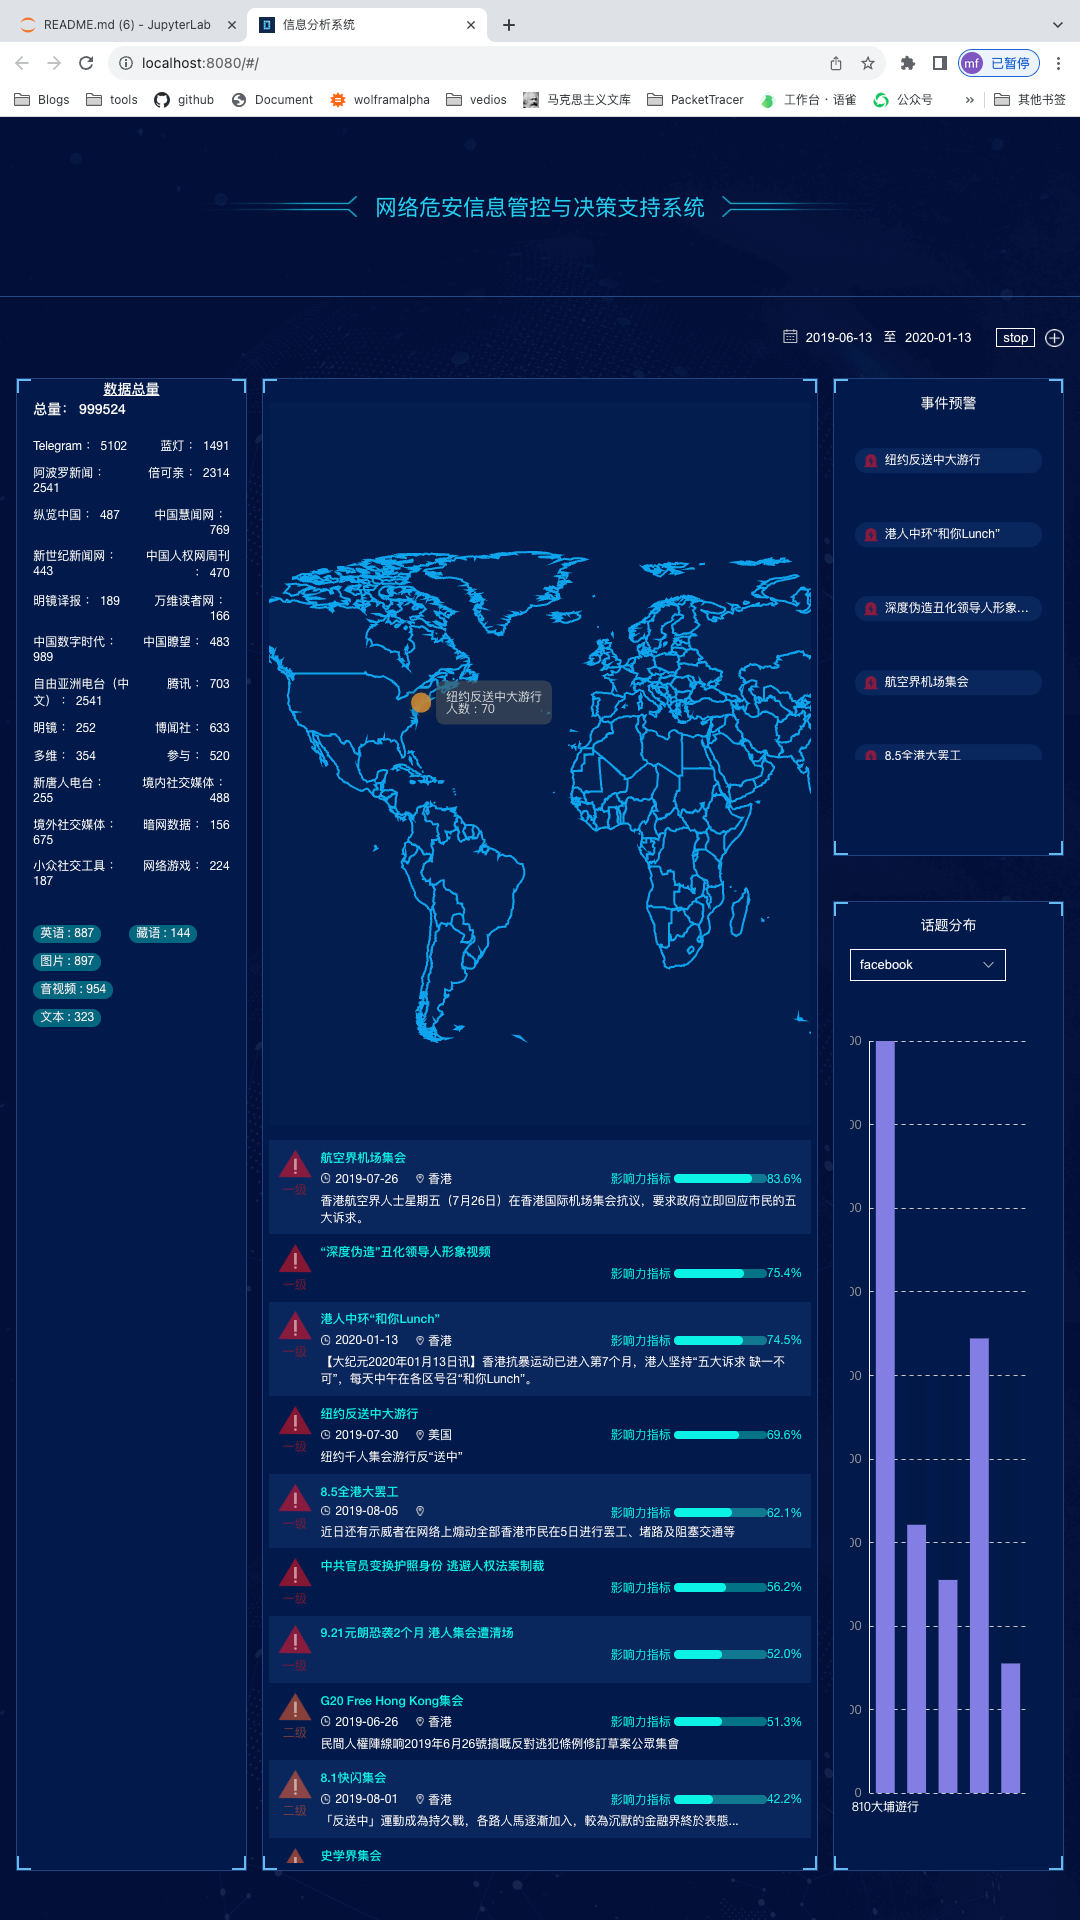 README.md (6) - JupyterLab
信息分析系统
localhost:8080/#/
mf 已暂停
Blogs
tools
github
Document
wolframalpha
vedios
马克思主义文库
PacketTracer
工作台 · 语雀
公众号
»
其他书签
网络危安信息管控与决策支持系统
2019-06-13 至 2020-01-13
stop
数据总量
总量： 999524
Telegram： 5102
蓝灯： 1491
阿波罗新闻：
2541
倍可亲： 2314
纵览中国： 487
中国慧闻网：
769
新世纪新闻网：
443
中国人权网周刊
： 470
明镜译报： 189
万维读者网：
166
中国数字时代：
989
中国瞭望： 483
自由亚洲电台（中
文）： 2541
腾讯： 703
明镜： 252
博闻社： 633
多维： 354
参与： 520
新唐人电台：
255
境内社交媒体：
488
境外社交媒体：
675
暗网数据： 156
小众社交工具：
187
网络游戏： 224
英语 : 887
藏语 : 144
图片 : 897
音视频 : 954
文本 : 323
纽约反送中大游行
人数 : 70
航空界机场集会
一级
2019-07-26
香港
影响力指标
83.6%
香港航空界人士星期五（7月26日）在香港国际机场集会抗议，要求政府立即回应市民的五
大诉求。
“深度伪造”丑化领导人形象视频
一级
影响力指标
75.4%
港人中环“和你Lunch”
一级
2020-01-13
香港
影响力指标
74.5%
【大纪元2020年01月13日讯】香港抗暴运动已进入第7个月，港人坚持“五大诉求 缺一不
可”，每天中午在各区号召“和你Lunch”。
纽约反送中大游行
一级
2019-07-30
美国
影响力指标
69.6%
纽约千人集会游行反“送中”
8.5全港大罢工
一级
2019-08-05
影响力指标
62.1%
近日还有示威者在网络上煽动全部香港市民在5日进行罢工、堵路及阻塞交通等
中共官员变换护照身份 逃避人权法案制裁
一级
影响力指标
56.2%
9.21元朗恐袭2个月 港人集会遭清场
一级
影响力指标
52.0%
G20 Free Hong Kong集会
二级
2019-06-26
香港
影响力指标
51.3%
民間人權陣線响2019年6月26號搞嘅反對逃犯條例修訂草案公眾集會
8.1快闪集会
二级
2019-08-01
香港
影响力指标
42.2%
「反送中」運動成為持久戰，各路人馬逐漸加入，較為沉默的金融界終於表態...
史学界集会
事件预警
纽约反送中大游行
港人中环“和你Lunch”
深度伪造丑化领导人形象...
航空界机场集会
8.5全港大罢工
话题分布
facebook
00
00
00
00
00
00
00
00
00
0
810大埔遊行